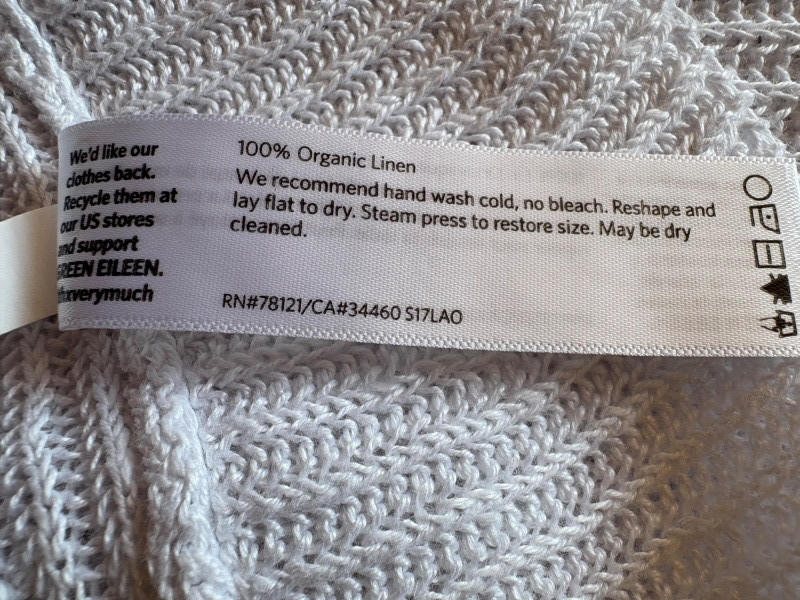 We'd like our
clothes back.
Recycle them at
our US stores
and support
GREEN EILEEN.
thxverymuch
100% Organic Linen
We recommend hand wash cold, no bleach. Reshape and
lay flat to dry. Steam press to restore size. May be dry
cleaned.
RN#78121/CA#34460 S17LAO